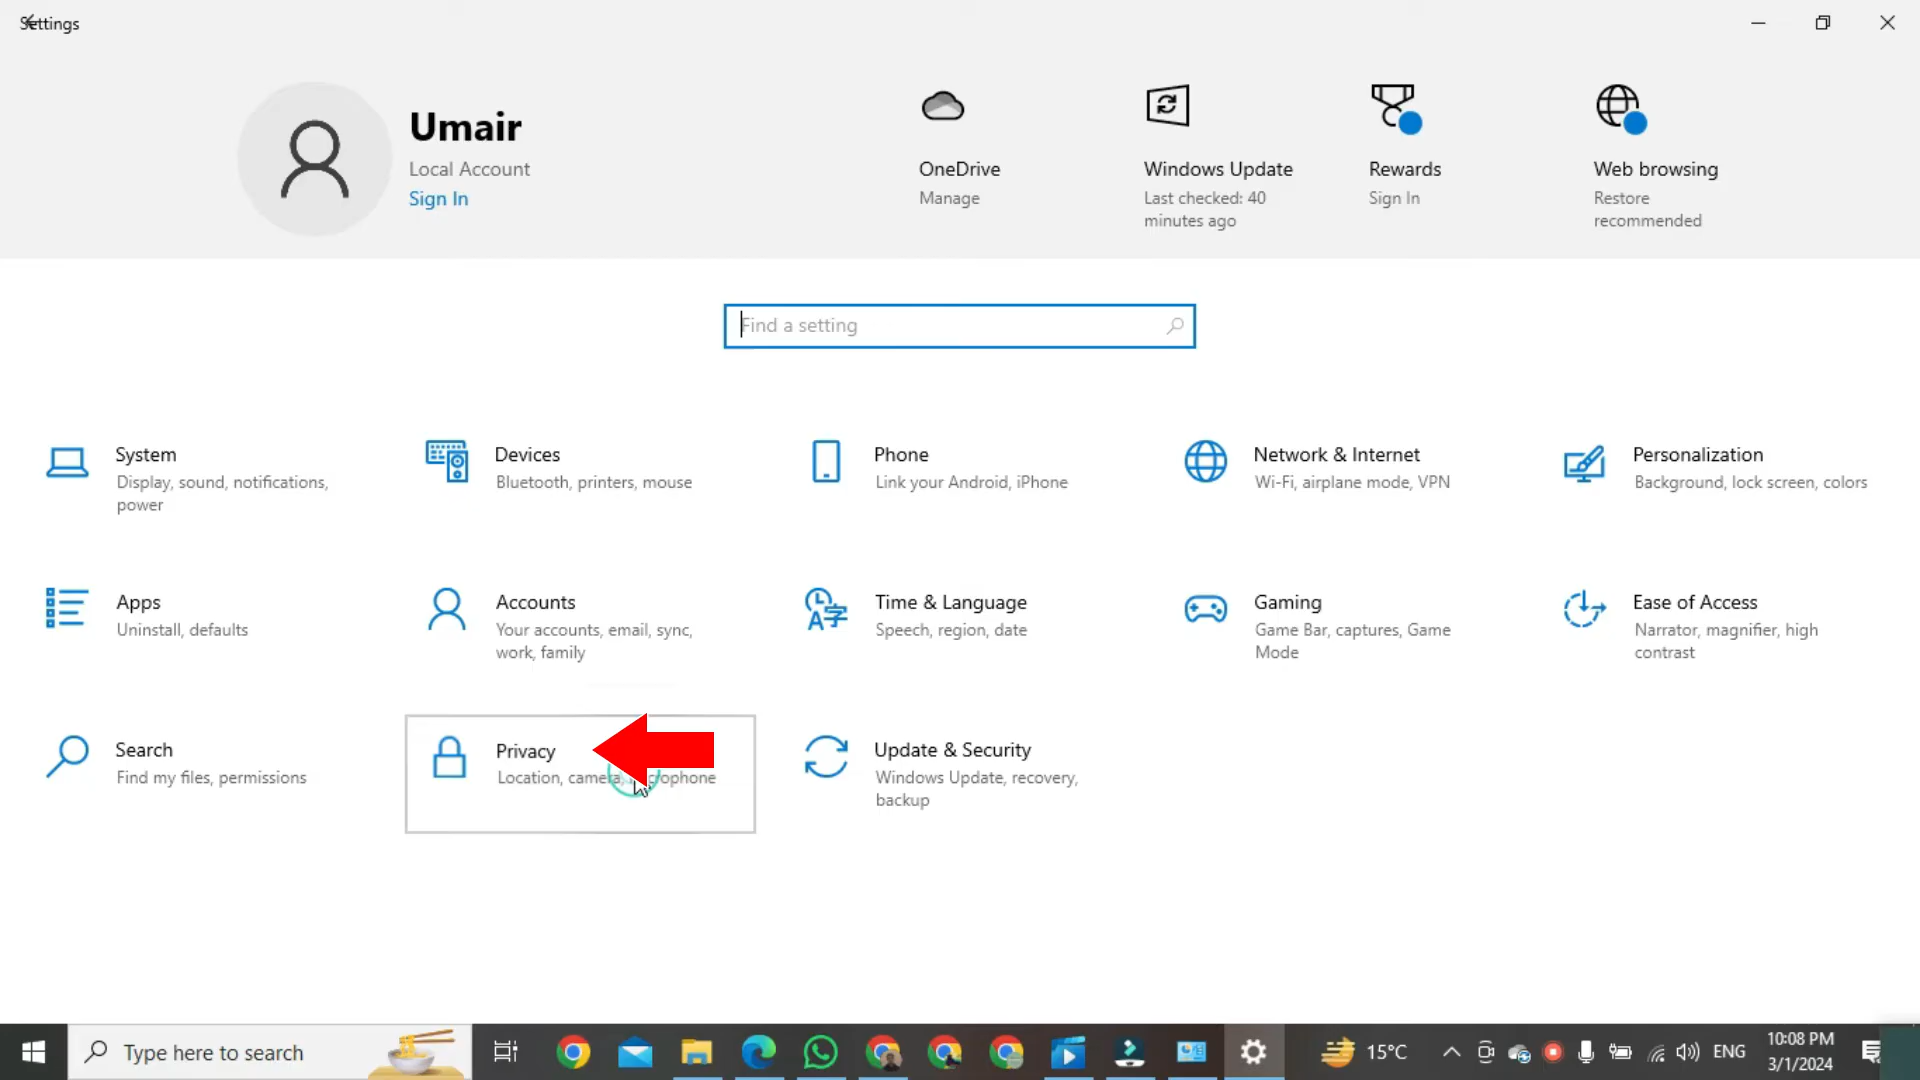 Settings
Umair
Local Account
Sign In
OneDrive
Manage
Windows Update
Last checked: 40
minutes ago
Rewards
Sign In
Web browsing
Restore
recommended
Find a setting
System
Display, sound, notifications,
power
Devices
Bluetooth, printers, mouse
Phone
Link your Android, iPhone
Network & Internet
Wi-Fi, airplane mode, VPN
Personalization
Background, lock screen, colors
Apps
Uninstall, defaults
Accounts
Your accounts, email, sync,
work, family
Time & Language
Speech, region, date
Gaming
Game Bar, captures, Game
Mode
Ease of Access
Narrator, magnifier, high
contrast
Search
Find my files, permissions
Privacy
Location, camera, microphone
Update & Security
Windows Update, recovery,
backup
Type here to search
15°C
ENG
10:08 PM
3/1/2024